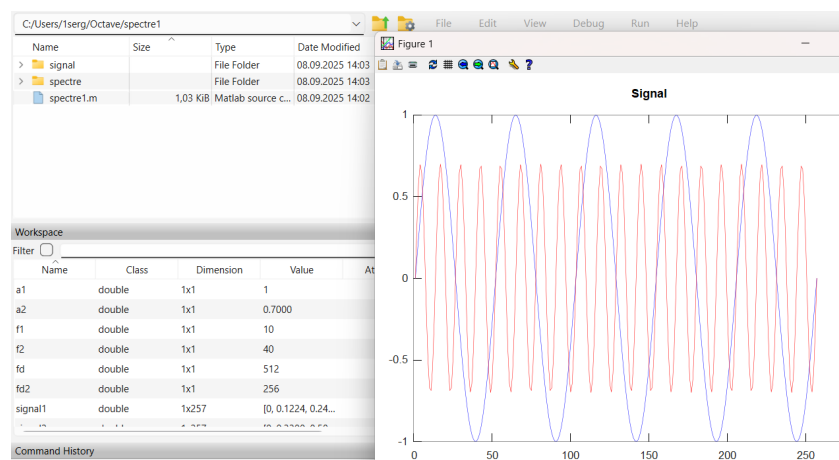 C:/Users/1serg/Octave/spectre1
File Edit View Debug Run Help
Name Size Type Date Modified
signal File Folder 08.09.2025 14:03
spectre File Folder 08.09.2025 14:03
spectre1.m 1,03 KiB Matlab source c... 08.09.2025 14:02
Workspace
Filter
Name Class Dimension Value At
a1 double 1x1 1
a2 double 1x1 0.7000
f1 double 1x1 10
f2 double 1x1 40
fd double 1x1 512
fd2 double 1x1 256
signal1 double 1x257 [0, 0.1224, 0.24...
Command History
Figure 1
Signal
1
0.5
0
-0.5
-1
0 50 100 150 200 250